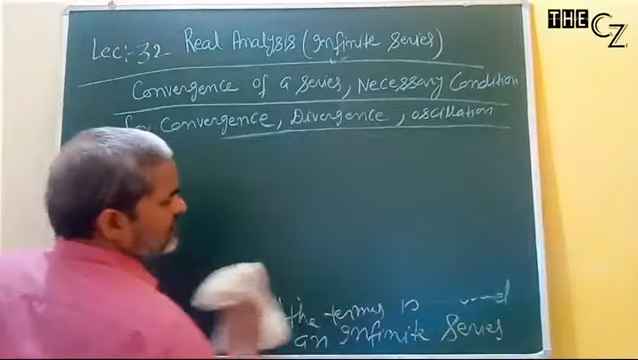 THE CZ
Lec:-32 Real Analysis (Infinite Series)
Convergence of a Series, Necessary Condition
for Convergence, Divergence, oscillation
the terms is
an infinite Series